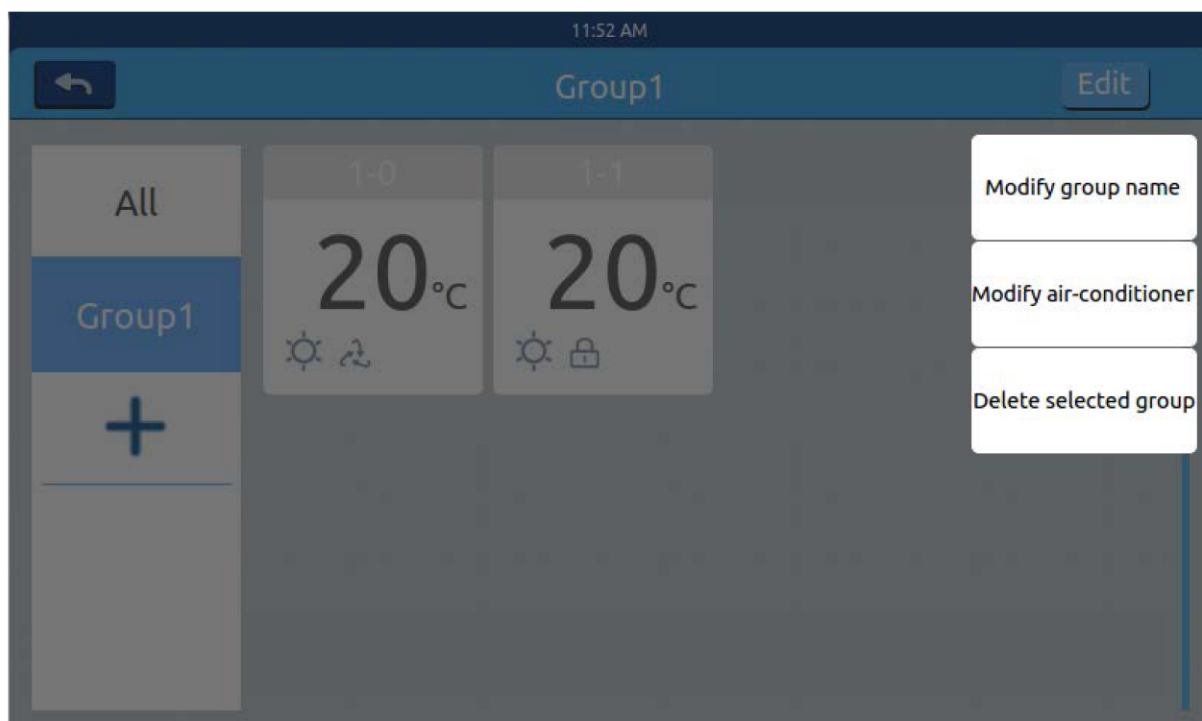 11:52 AM
Group1
Edit
All
Group1
1-0
20°C
1-1
20°C
Modify group name
Modify air-conditioner
Delete selected group